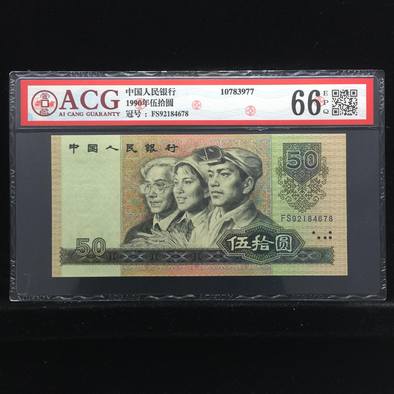 ACG
AI CANG GUARANTY
中国人民银行
1990年伍拾圆
冠号：FS92184678
10783977
66
EPQ
中国人民银行
50
FS92184678
50
伍拾圆